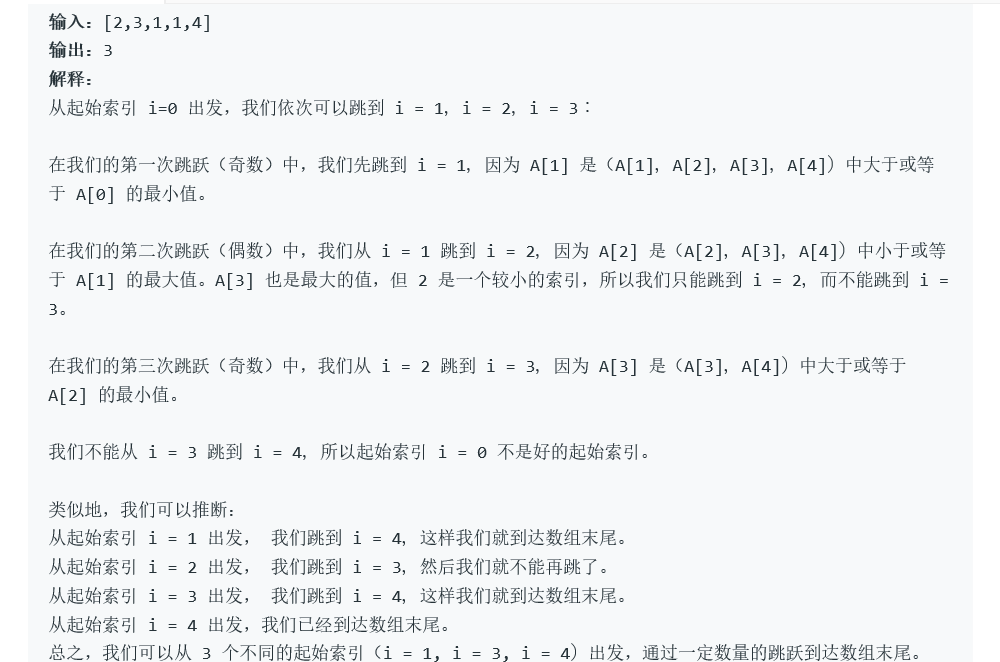 输入：[2,3,1,1,4]
输出：3
解释：
从起始索引 i=0 出发，我们依次可以跳到 i = 1，i = 2，i = 3：
在我们的第一次跳跃（奇数）中，我们先跳到 i = 1，因为 A[1] 是（A[1]，A[2]，A[3]，A[4]）中大于或等
于 A[0] 的最小值。
在我们的第二次跳跃（偶数）中，我们从 i = 1 跳到 i = 2，因为 A[2] 是（A[2]，A[3]，A[4]）中小于或等
于 A[1] 的最大值。A[3] 也是最大的值，但 2 是一个较小的索引，所以我们只能跳到 i = 2，而不能跳到 i =
3。
在我们的第三次跳跃（奇数）中，我们从 i = 2 跳到 i = 3，因为 A[3] 是（A[3]，A[4]）中大于或等于
A[2] 的最小值。
我们不能从 i = 3 跳到 i = 4，所以起始索引 i = 0 不是好的起始索引。
类似地，我们可以推断：
从起始索引 i = 1 出发， 我们跳到 i = 4，这样我们就到达数组末尾。
从起始索引 i = 2 出发， 我们跳到 i = 3，然后我们就不能再跳了。
从起始索引 i = 3 出发， 我们跳到 i = 4，这样我们就到达数组末尾。
从起始索引 i = 4 出发，我们已经到达数组末尾。
总之，我们可以从 3 个不同的起始索引（i = 1, i = 3, i = 4）出发，通过一定数量的跳跃到达数组末尾。